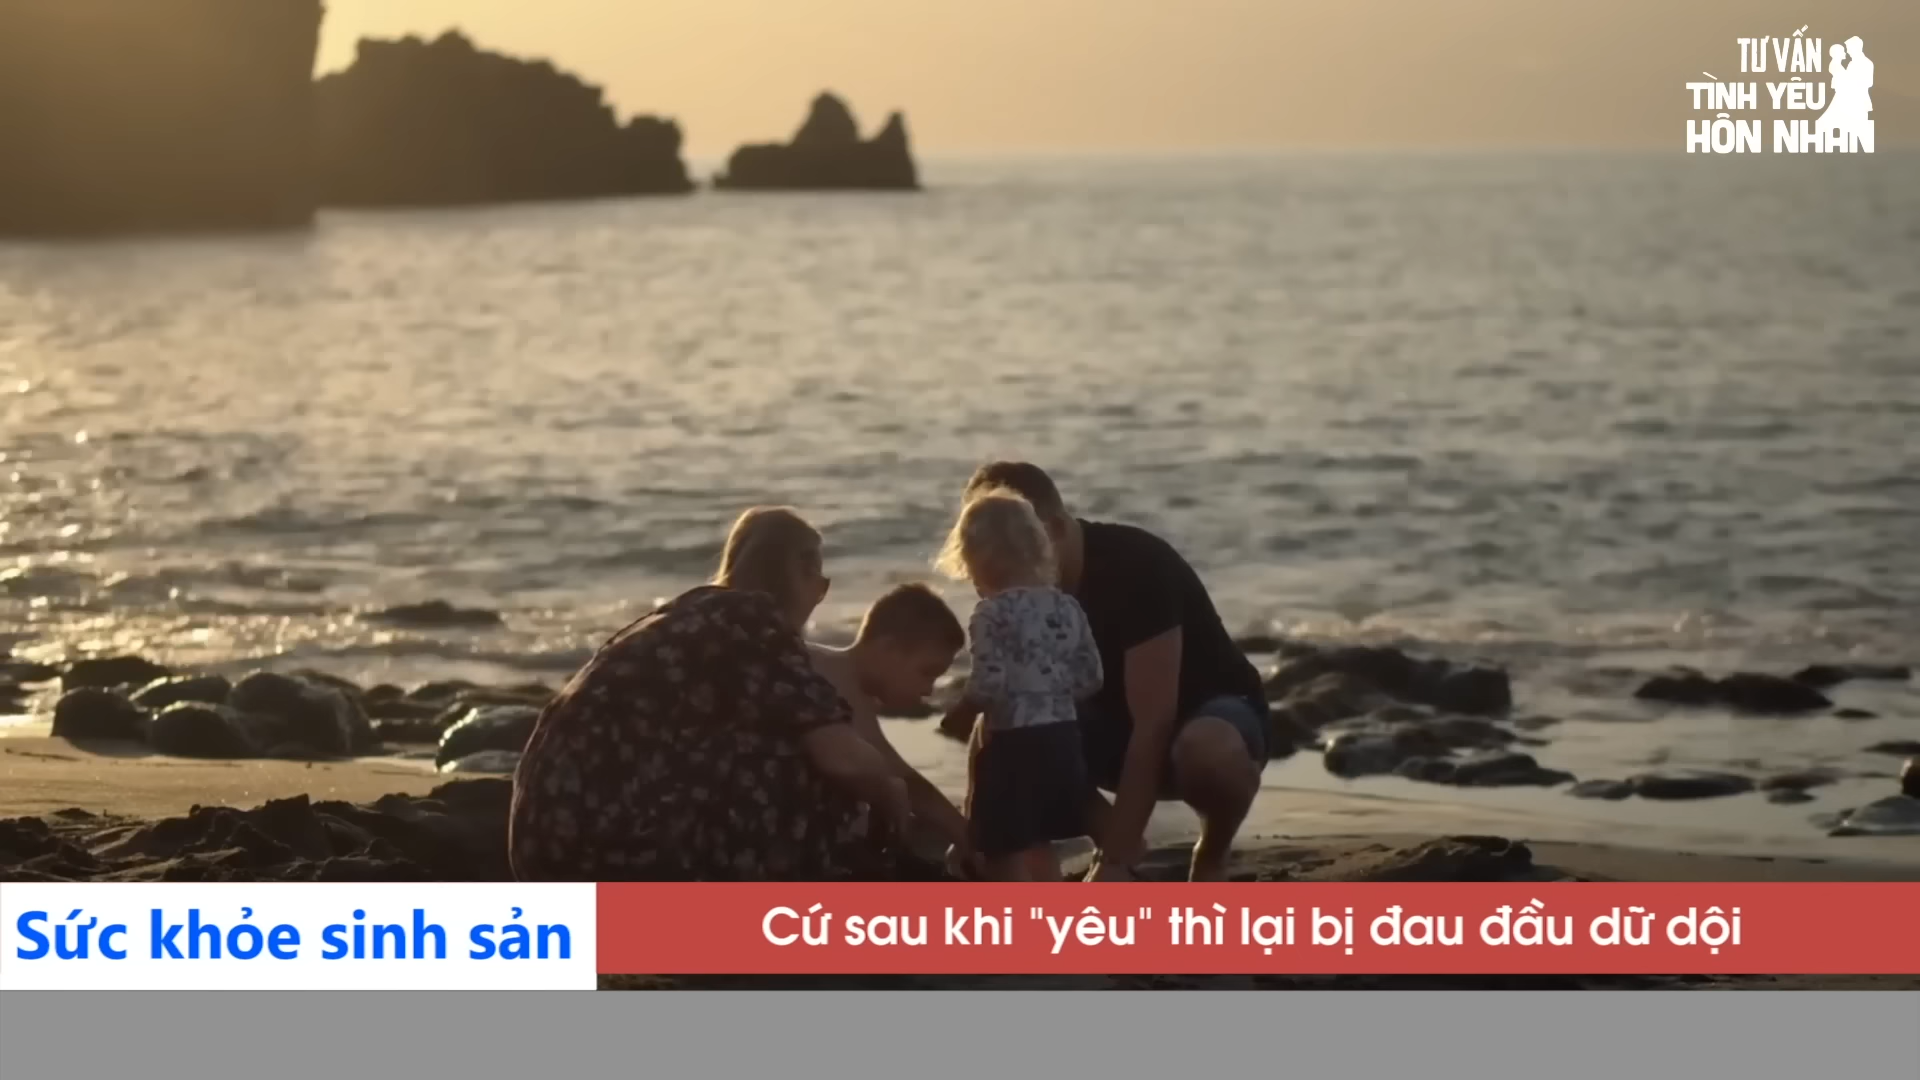 TƯ VẤN
TÌNH YÊU
HÔN NHÂN
Sức khỏe sinh sản
Cứ sau khi "yêu" thì lại bị đau đầu dữ dội